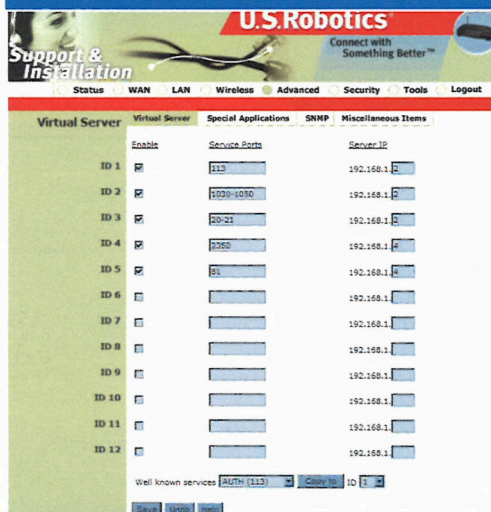 U.S.Robotics
Connect with
Something Better™
Support &
Installation
Status WAN LAN Wireless Advanced Security Tools Logout
Virtual Server Virtual Server Special Applications SNMP Miscellaneous Items
Enable Service Ports Server IP
ID 1 113 192.168.1.2
ID 2 1030-1050 192.168.1.2
ID 3 20-21 192.168.1.2
ID 4 2350 192.168.1.4
ID 5 81 192.168.1.4
ID 6 192.168.1.
ID 7 192.168.1.
ID 8 192.168.1.
ID 9 192.168.1.
ID 10 192.168.1.
ID 11 192.168.1.
ID 12 192.168.1.
Well known services AUTH (113) Copy to ID 1
Save Undo Help